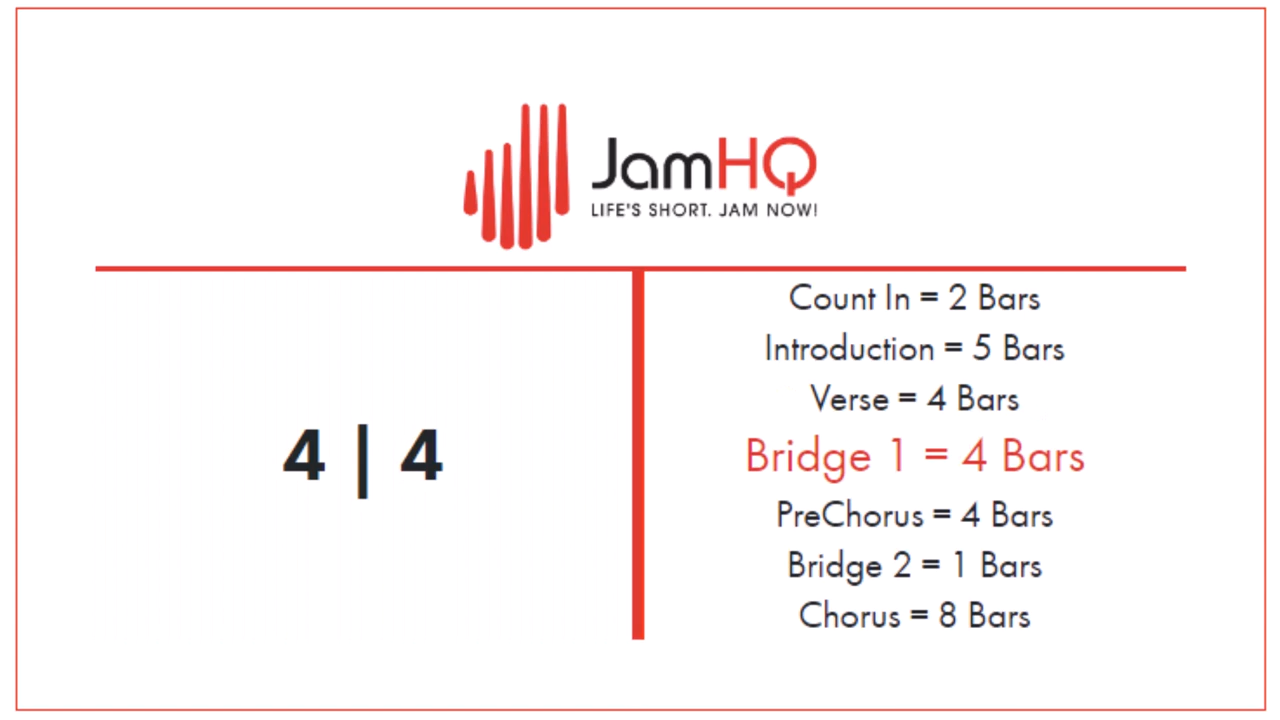 JamHQ
LIFE'S SHORT. JAM NOW!
4 | 4
Count In = 2 Bars
Introduction = 5 Bars
Verse = 4 Bars
Bridge 1 = 4 Bars
PreChorus = 4 Bars
Bridge 2 = 1 Bars
Chorus = 8 Bars